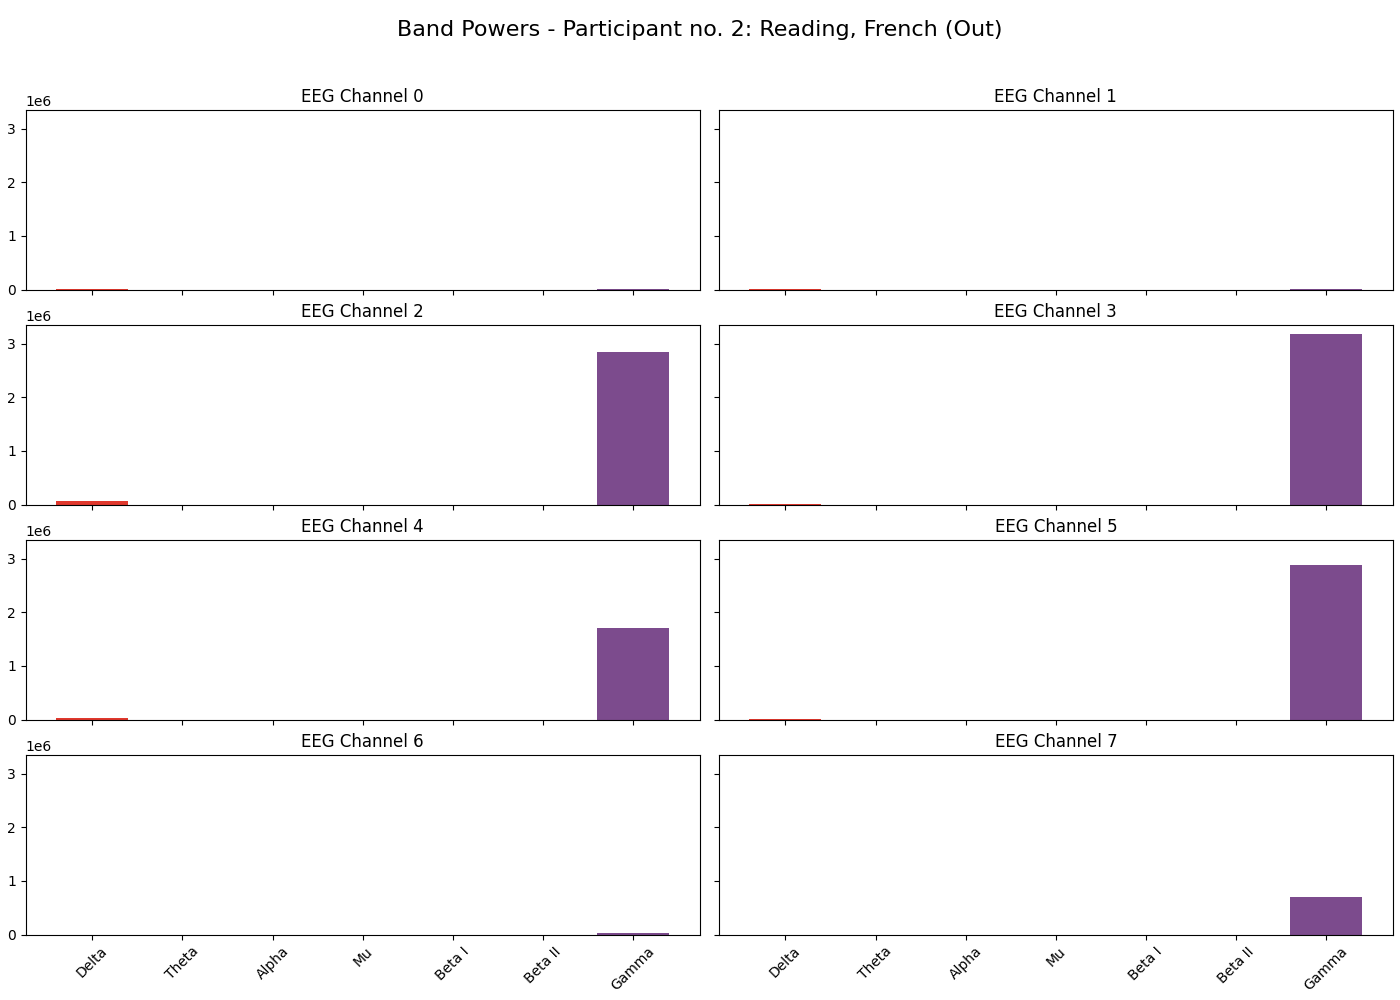 Band Powers - Participant no. 2: Reading, French (Out)
EEG Channel 0
EEG Channel 1
1e6
3
2
1
0
EEG Channel 2
EEG Channel 3
1e6
3
2
1
0
EEG Channel 4
EEG Channel 5
1e6
3
2
1
0
EEG Channel 6
EEG Channel 7
1e6
3
2
1
0
Delta
Theta
Alpha
Mu
Beta I
Beta II
Gamma
Delta
Theta
Alpha
Mu
Beta I
Beta II
Gamma